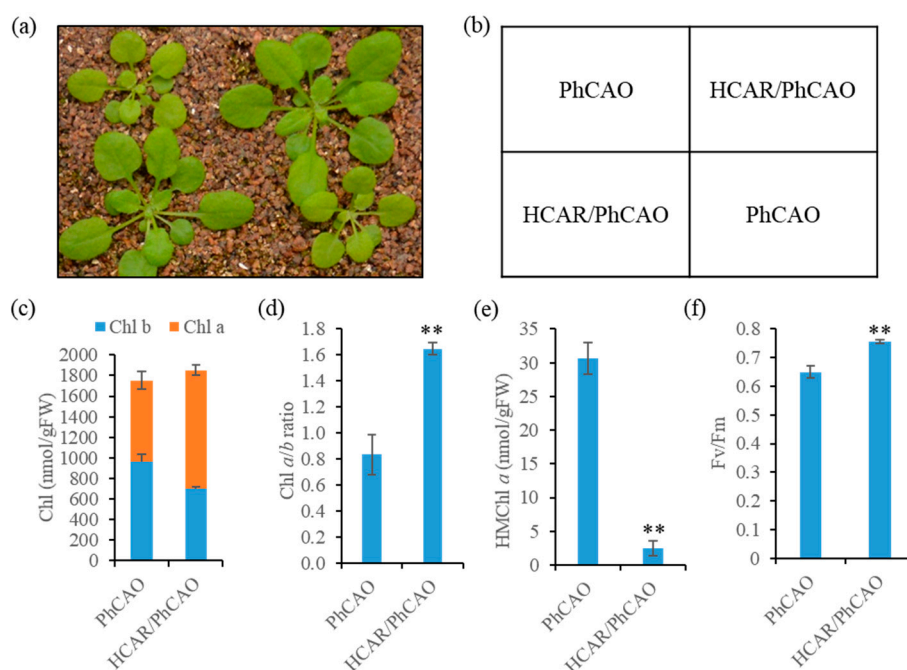 (a)
(b)
PhCAO HCAR/PhCAO
HCAR/PhCAO PhCAO
(c)
Chl b Chl a
Chl (nmol/gFW)
2000
1800
1600
1400
1200
1000
800
600
400
200
0
PhCAO
HCAR/PhCAO
(d)
Chl a/b ratio
1.8
1.6
1.4
1.2
1.0
0.8
0.6
0.4
0.2
0.0
**
PhCAO
HCAR/PhCAO
(e)
HMChl a (nmol/gFW)
35
30
25
20
15
10
5
0
**
PhCAO
HCAR/PhCAO
(f)
Fv/Fm
0.8
0.7
0.6
0.5
0.4
0.3
0.2
0.1
0
**
PhCAO
HCAR/PhCAO